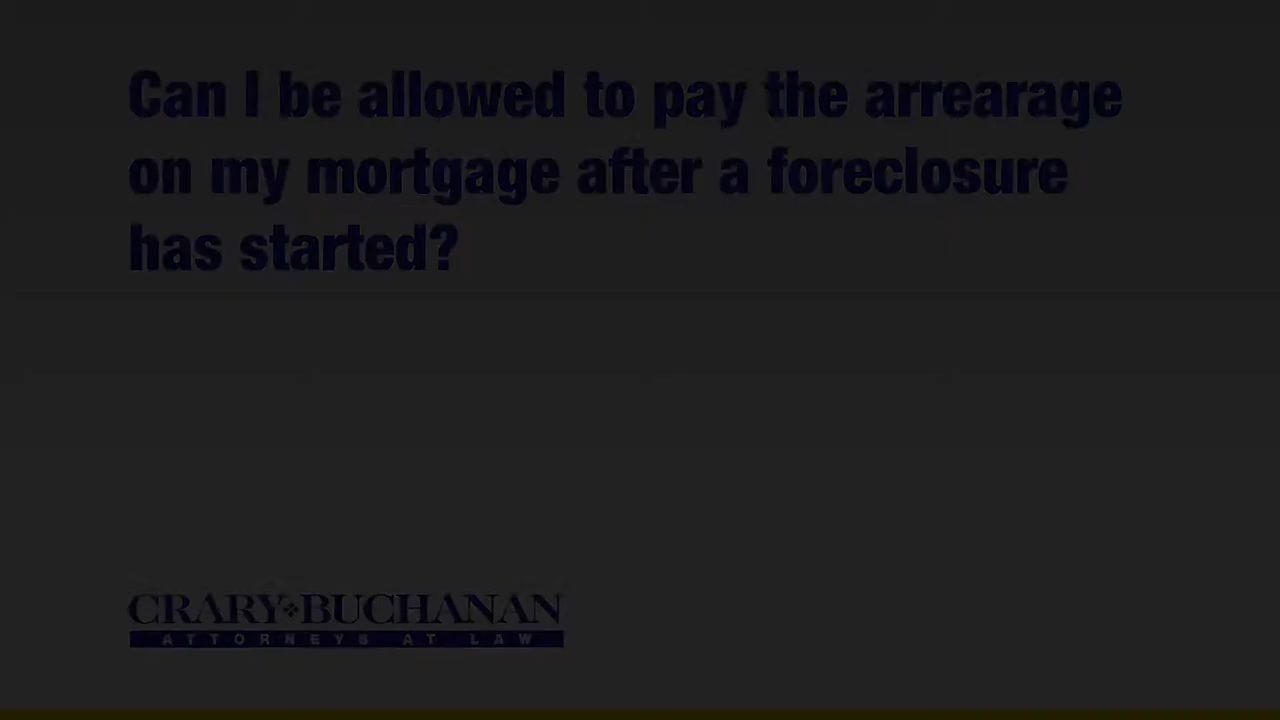 Can I be allowed to pay the arrearage
on my mortgage after a foreclosure
has started?
CRARY❖BUCHANAN
ATTORNEYS AT LAW